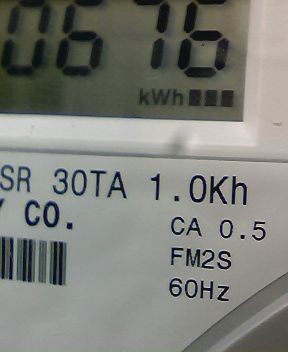 0676
kWh
SR 30TA 1.0Kh
Y CO.
CA 0.5
FM2S
60Hz